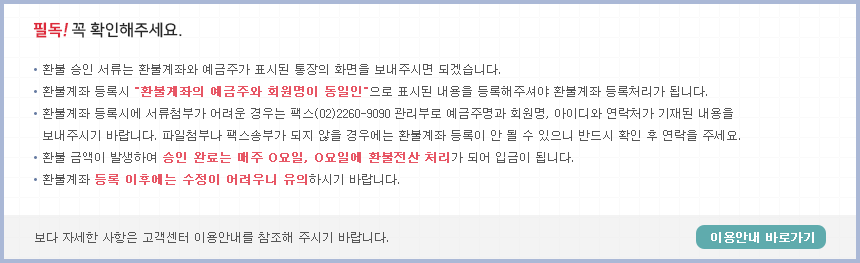 필독! 꼭 확인해주세요.
• 환불 승인 서류는 환불계좌와 예금주가 표시된 통장의 화면을 보내주시면 되겠습니다.
• 환불계좌 등록시 "환불계좌의 예금주와 회원명이 동일인"으로 표시된 내용을 등록해주셔야 환불계좌 등록처리가 됩니다.
• 환불계좌 등록시에 서류첨부가 어려운 경우는 팩스(02)2260-9090 관리부로 예금주명과 회원명, 아이디와 연락처가 기재된 내용을
보내주시기 바랍니다. 파일첨부나 팩스송부가 되지 않을 경우에는 환불계좌 등록이 안 될 수 있으니 반드시 확인 후 연락을 주세요.
• 환불 금액이 발생하여 승인 완료는 매주 O요일, O요일에 환불전산 처리가 되어 입금이 됩니다.
• 환불계좌 등록 이후에는 수정이 어려우니 유의하시기 바랍니다.
보다 자세한 사항은 고객센터 이용안내를 참조해 주시기 바랍니다.
이용안내 바로가기